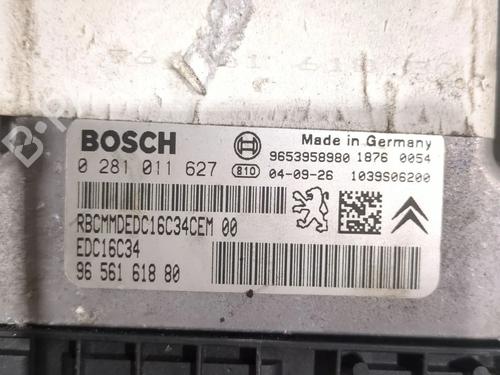 BOSCH
Made in Germany
0 281 011 627
810
9653958980 1876 0054
04-09-26 1039S06200
RBCMMDEDC16C34CEM 00
EDC16C34
96 561 618 80